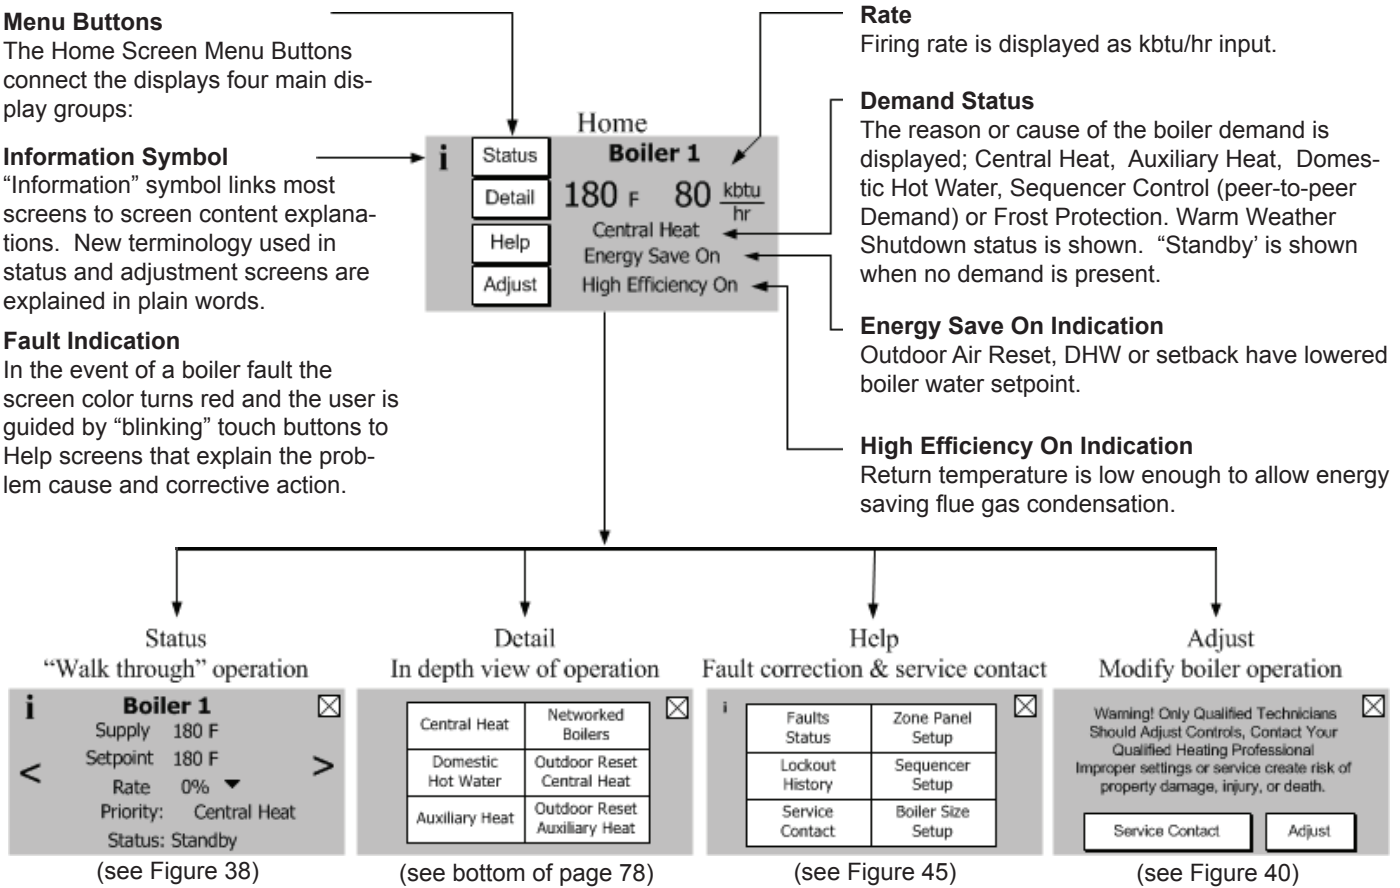 Menu Buttons
The Home Screen Menu Buttons
connect the displays four main dis-
play groups:
Information Symbol
“Information” symbol links most
screens to screen content explana-
tions.  New terminology used in
status and adjustment screens are
explained in plain words.
Fault Indication
In the event of a boiler fault the
screen color turns red and the user is
guided by “blinking” touch buttons to
Help screens that explain the prob-
lem cause and corrective action.
Home
i
Status
Detail
Help
Adjust
Boiler 1
180 F 80 kbtu
hr
Central Heat
Energy Save On
High Efficiency On
Rate
Firing rate is displayed as kbtu/hr input.
Demand Status
The reason or cause of the boiler demand is
displayed; Central Heat,  Auxiliary Heat,  Domes-
tic Hot Water, Sequencer Control (peer-to-peer
Demand) or Frost Protection. Warm Weather
Shutdown status is shown.  “Standby’ is shown
when no demand is present.
Energy Save On Indication
Outdoor Air Reset, DHW or setback have lowered
boiler water setpoint.
High Efficiency On Indication
Return temperature is low enough to allow energy
saving flue gas condensation.
Status
“Walk through” operation
i
Boiler 1
Supply 180 F
Setpoint 180 F
< >
Rate 0% ▼
Priority: Central Heat
Status: Standby
(see Figure 38)
Detail
In depth view of operation
Central Heat
Networked
Boilers
Domestic
Hot Water
Outdoor Reset
Central Heat
Auxiliary Heat
Outdoor Reset
Auxiliary Heat
(see bottom of page 78)
Help
Fault correction & service contact
i
Faults
Status
Zone Panel
Setup
Lockout
History
Sequencer
Setup
Service
Contact
Boiler Size
Setup
(see Figure 45)
Adjust
Modify boiler operation
Warning! Only Qualified Technicians
Should Adjust Controls, Contact Your
Qualified Heating Professional
Improper settings or service create risk of
property damage, injury, or death.
Service Contact
Adjust
(see Figure 40)